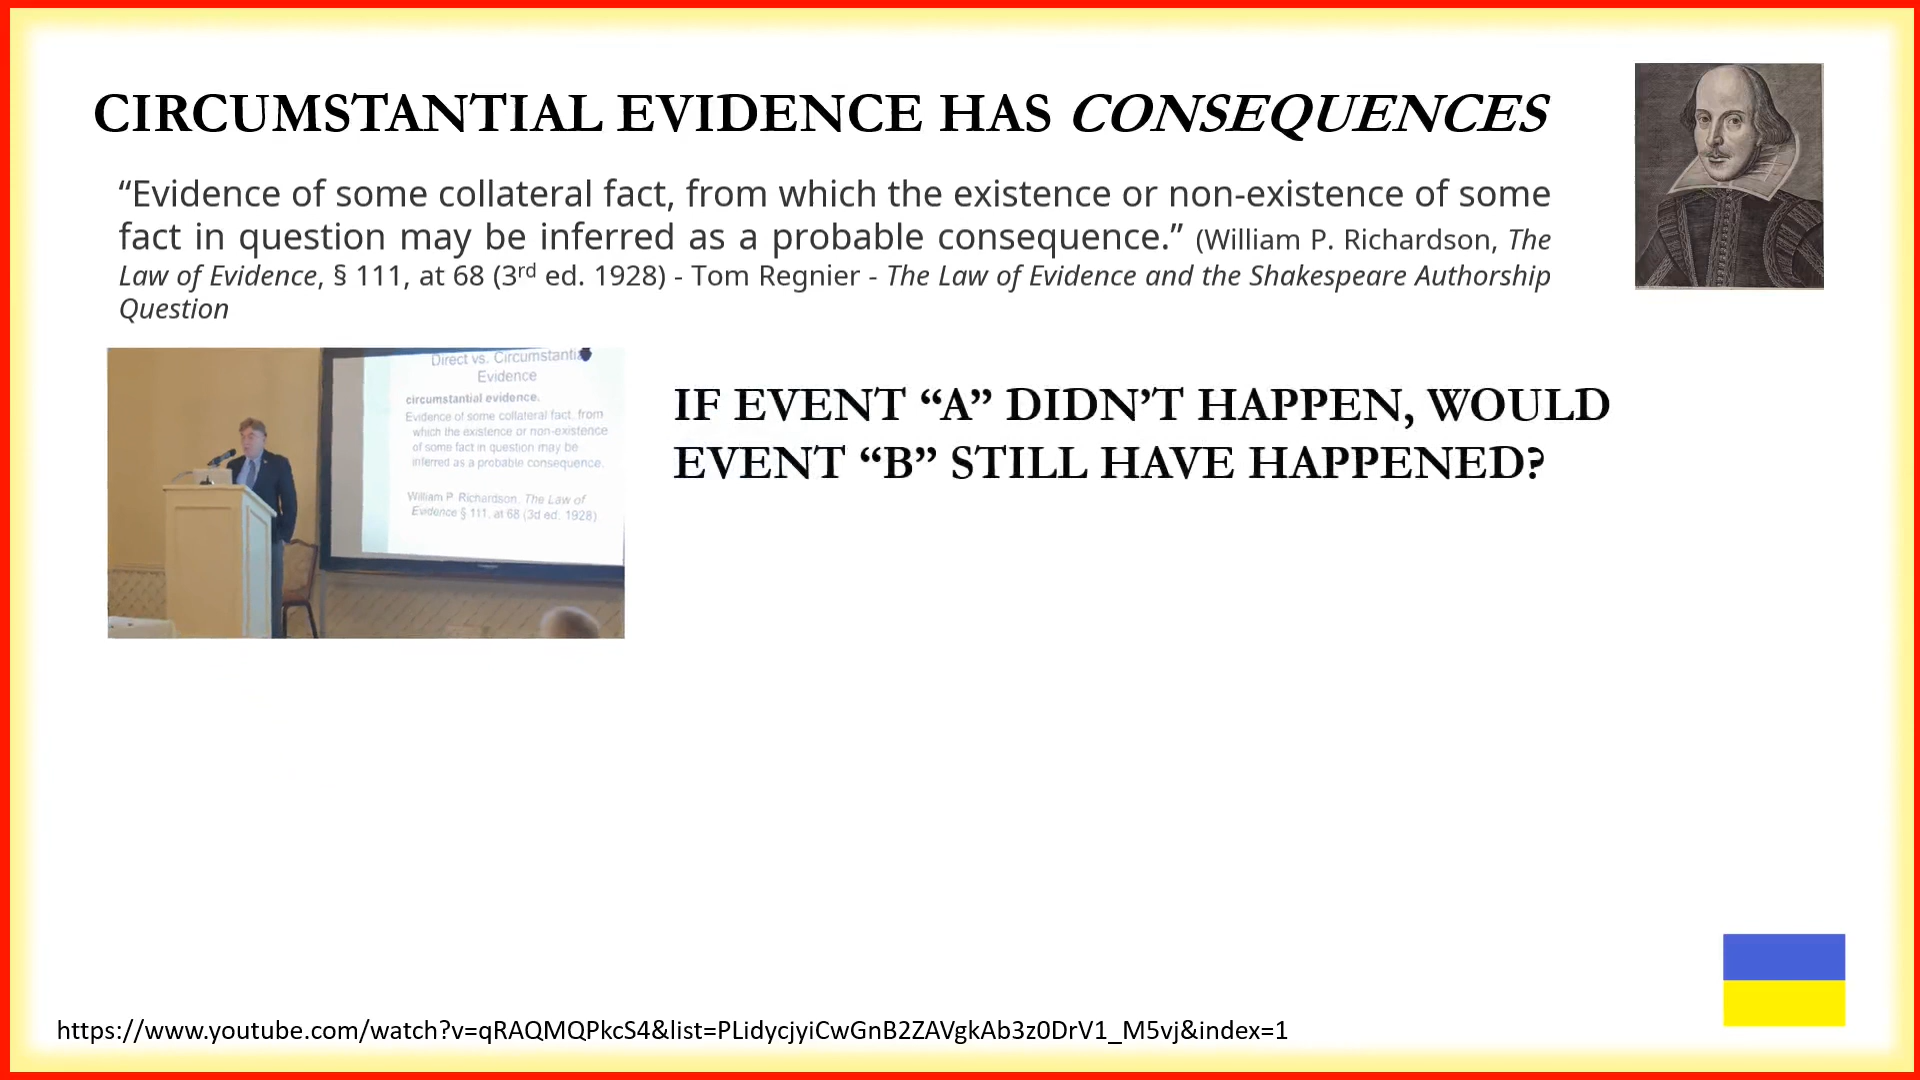 CIRCUMSTANTIAL EVIDENCE HAS CONSEQUENCES
“Evidence of some collateral fact, from which the existence or non-existence of some
fact in question may be inferred as a probable consequence.” (William P. Richardson, The
Law of Evidence, § 111, at 68 (3rd ed. 1928) - Tom Regnier - The Law of Evidence and the Shakespeare Authorship
Question
Direct vs. Circumstantial
Evidence
circumstantial evidence.
Evidence of some collateral fact, from
which the existence or non-existence
of some fact in question may be
inferred as a probable consequence.
William P. Richardson, The Law of
Evidence § 111, at 68 (3d ed. 1928)
IF EVENT “A” DIDN’T HAPPEN, WOULD
EVENT “B” STILL HAVE HAPPENED?
https://www.youtube.com/watch?v=qRAQMQPkcS4&list=PLidycjyiCwGnB2ZAVgkAb3z0DrV1_M5vj&index=1